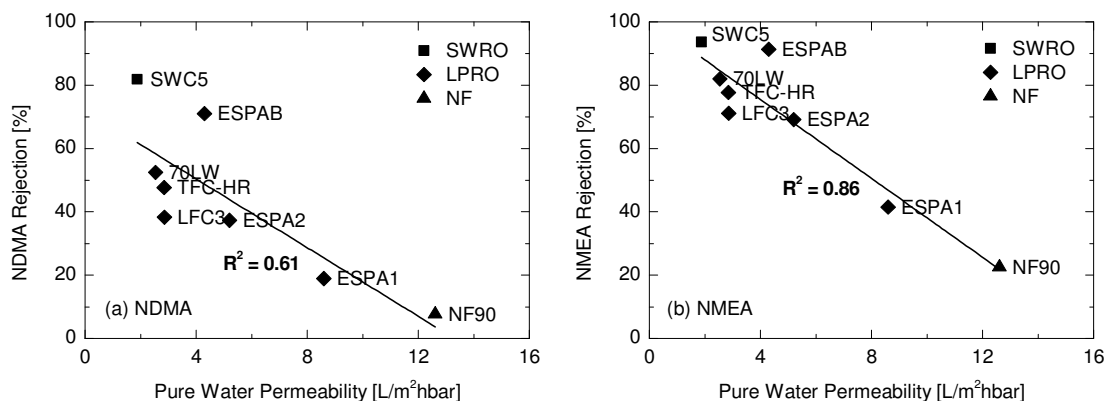 100
80
60
40
20
0
NDMA Rejection [%]
SWRO
LPRO
NF
SWC5
ESPAB
70LW
TFC-HR
LFC3
ESPA2
R² = 0.61
ESPA1
(a) NDMA
NF90
0 4 8 12 16
Pure Water Permeability [L/m²hbar]
100
80
60
40
20
0
NMEA Rejection [%]
SWC5
SWRO
ESPAB
LPRO
NF
70LW
TFC-HR
LFC3
ESPA2
R² = 0.86
ESPA1
(b) NMEA
NF90
0 4 8 12 16
Pure Water Permeability [L/m²hbar]